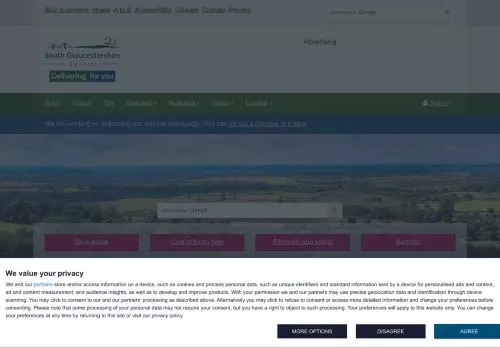 Skip to content Home A to Z Accessibility Careers Contact Privacy
Google
Advertising
South Gloucestershire
Council
Delivering for you
Apply Report Pay Residents Business Visitor Council Sign in
We are working on improving our website homepage. You can try out a preview of it here
Google
Cost of living help Elections and voting Benefits
We value your privacy
We and our partners store and/or access information on a device, such as cookies and process personal data, such as unique identifiers and standard information sent by a device for personalised ads and content,
ad and content measurement, and audience insights, as well as to develop and improve products. With your permission we and our partners may use precise geolocation data and identification through device
scanning. You may click to consent to our and our partners' processing as described above. Alternatively you may click to refuse to consent or access more detailed information and change your preferences before
consenting. Please note that some processing of your personal data may not require your consent, but you have a right to object to such processing. Your preferences will apply to this website only. You can change
your preferences at any time by returning to this site or visit our privacy policy.
MORE OPTIONS DISAGREE AGREE